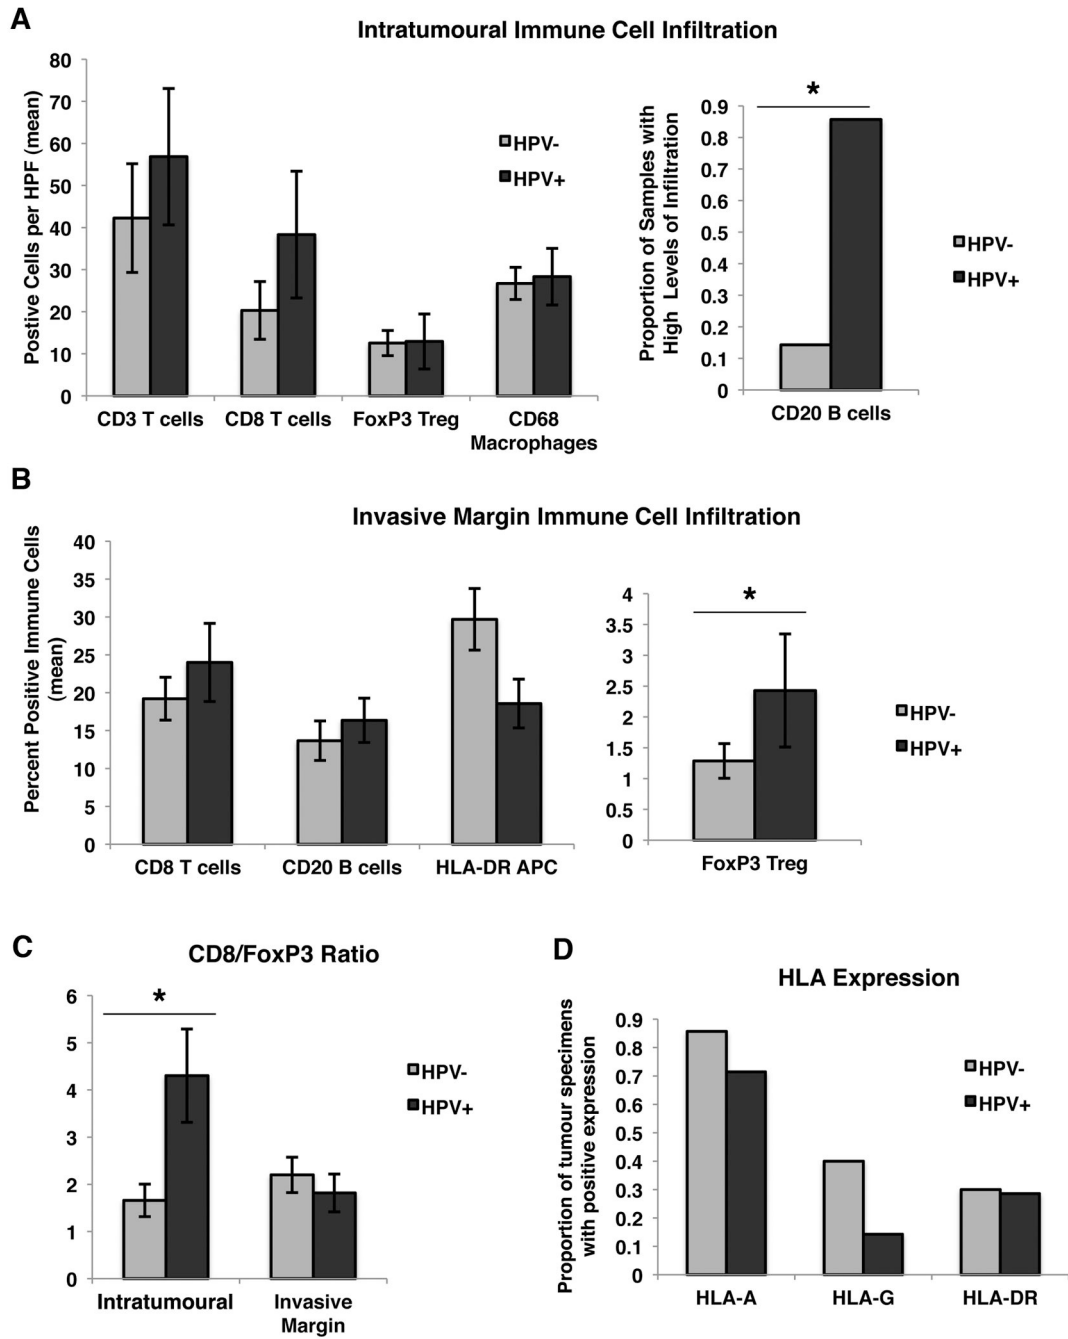 A
Intratumoural Immune Cell Infiltration
Postive Cells per HPF (mean)
80
70
60
50
40
30
20
10
0
HPV-
HPV+
CD3 T cells
CD8 T cells
FoxP3 Treg
CD68
Macrophages
Proportion of Samples with
High Levels of Infiltration
*
0.9
0.8
0.7
0.6
0.5
0.4
0.3
0.2
0.1
0
HPV-
HPV+
CD20 B cells
B
Invasive Margin Immune Cell Infiltration
Percent Positive Immune Cells
(mean)
40
35
30
25
20
15
10
5
0
CD8 T cells
CD20 B cells
HLA-DR APC
*
4
3.5
3
2.5
2
1.5
1
0.5
0
HPV-
HPV+
FoxP3 Treg
C
CD8/FoxP3 Ratio
*
6
5
4
3
2
1
0
HPV-
HPV+
Intratumoural
Invasive
Margin
D
HLA Expression
Proportion of tumour specimens
with positive expression
0.9
0.8
0.7
0.6
0.5
0.4
0.3
0.2
0.1
0
HPV-
HPV+
HLA-A
HLA-G
HLA-DR